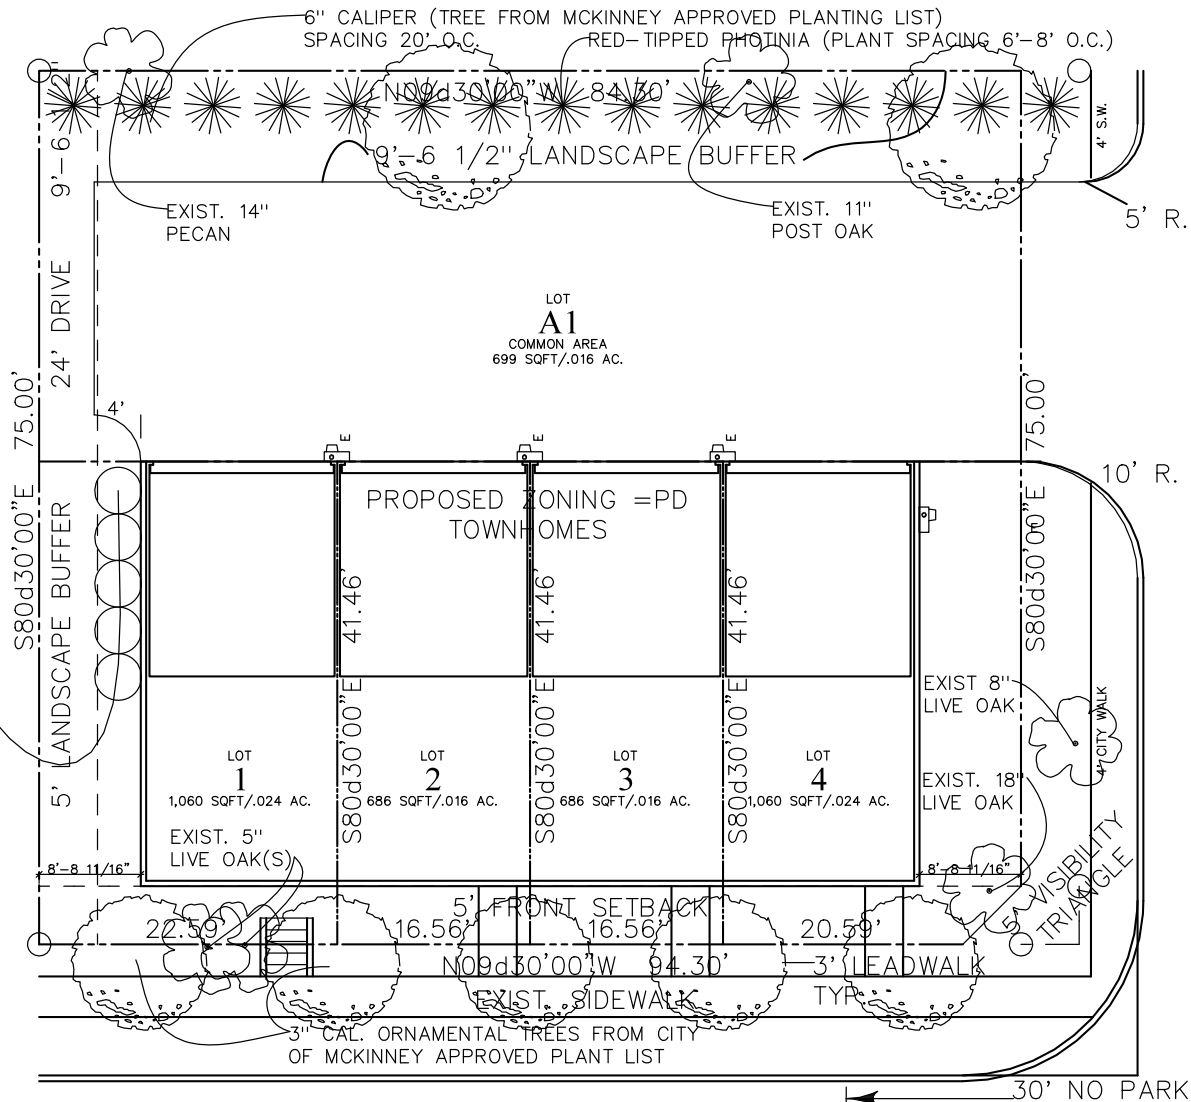 6" CALIPER (TREE FROM MCKINNEY APPROVED PLANTING LIST)
SPACING 20' O.C.
RED-TIPPED PHOTINIA (PLANT SPACING 6'-8' O.C.)
N09d30'00"W 84.30'
9'-6 1/2" LANDSCAPE BUFFER
9'-6 1/2"
4' S.W.
5' R.
EXIST. 14"
PECAN
EXIST. 11"
POST OAK
24' DRIVE
LOT
A1
COMMON AREA
699 SQFT/.016 AC.
S80d30'00"E 75.00'
S80d30'00"E 75.00'
4'
E
E
E
10' R.
PROPOSED ZONING =PD
TOWNHOMES
5' LANDSCAPE BUFFER
S80d30'00"E 41.46'
S80d30'00"E 41.46'
S80d30'00"E 41.46'
EXIST 8"
LIVE OAK
4' CITY WALK
LOT
1
1,060 SQFT/.024 AC.
LOT
2
686 SQFT/.016 AC.
LOT
3
686 SQFT/.016 AC.
LOT
4
1,060 SQFT/.024 AC.
EXIST. 18"
LIVE OAK
EXIST. 5"
LIVE OAK(S)
8'-8 11/16"
8'-8 11/16"
5' VISIBILITY
TRIANGLE
5' FRONT SETBACK
22.59'
16.56'
16.56'
20.59'
N09d30'00"W 94.30'
3' LEADWALK
TYP.
EXIST. SIDEWALK
3" CAL. ORNAMENTAL TREES FROM CITY
OF MCKINNEY APPROVED PLANT LIST
30' NO PARK